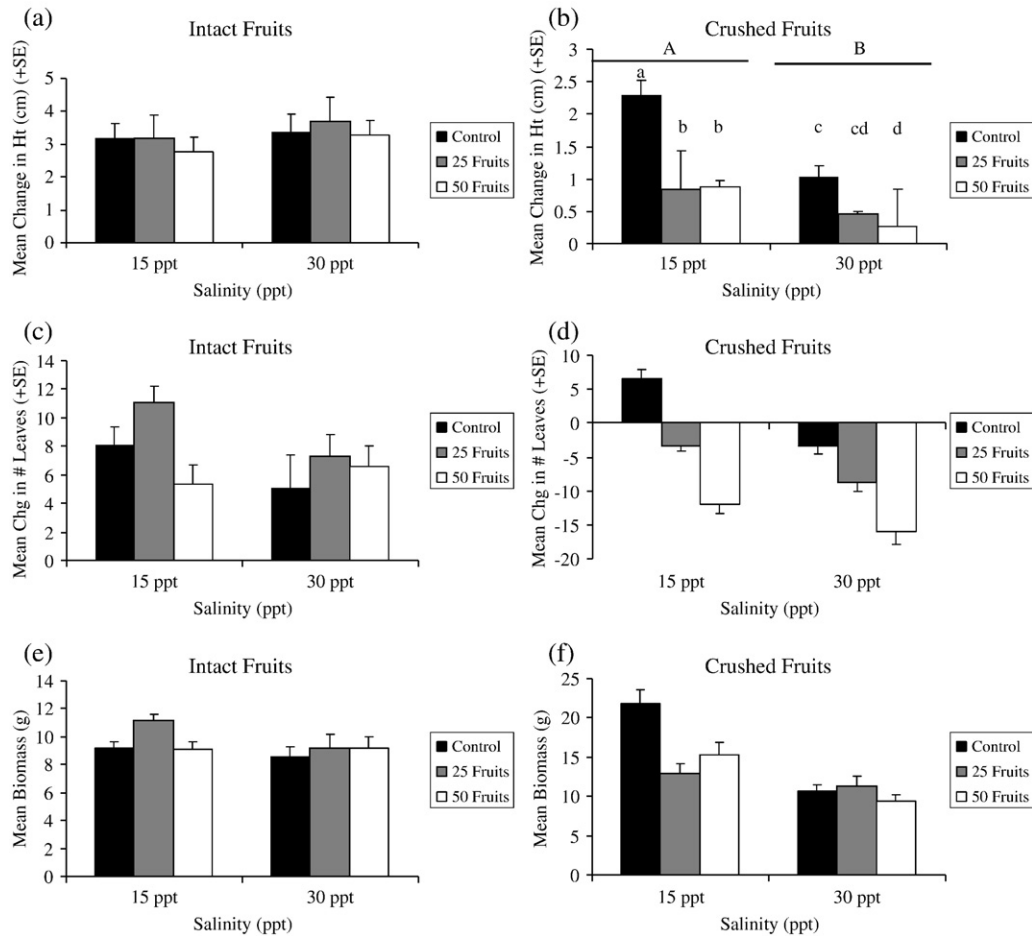 (a)
Intact Fruits
Mean Change in Ht (cm) (+SE)
5
4
3
2
1
0
15 ppt
30 ppt
Salinity (ppt)
Control
25 Fruits
50 Fruits
(b)
Crushed Fruits
Mean Change in Ht (cm) (+SE)
3
2.5
2
1.5
1
0.5
0
A
B
a
b
b
c
cd
d
15 ppt
30 ppt
Salinity (ppt)
Control
25 Fruits
50 Fruits
(c)
Intact Fruits
Mean Chg in # Leaves (+SE)
14
12
10
8
6
4
2
0
15 ppt
30 ppt
Salinity (ppt)
Control
25 Fruits
50 Fruits
(d)
Crushed Fruits
Mean Chg in # Leaves (+SE)
10
5
0
-5
-10
-15
-20
15 ppt
30 ppt
Salinity (ppt)
Control
25 Fruits
50 Fruits
(e)
Intact Fruits
Mean Biomass (g)
14
12
10
8
6
4
2
0
15 ppt
30 ppt
Salinity (ppt)
Control
25 Fruits
50 Fruits
(f)
Crushed Fruits
Mean Biomass (g)
25
20
15
10
5
0
15 ppt
30 ppt
Salinity (ppt)
Control
25 Fruits
50 Fruits